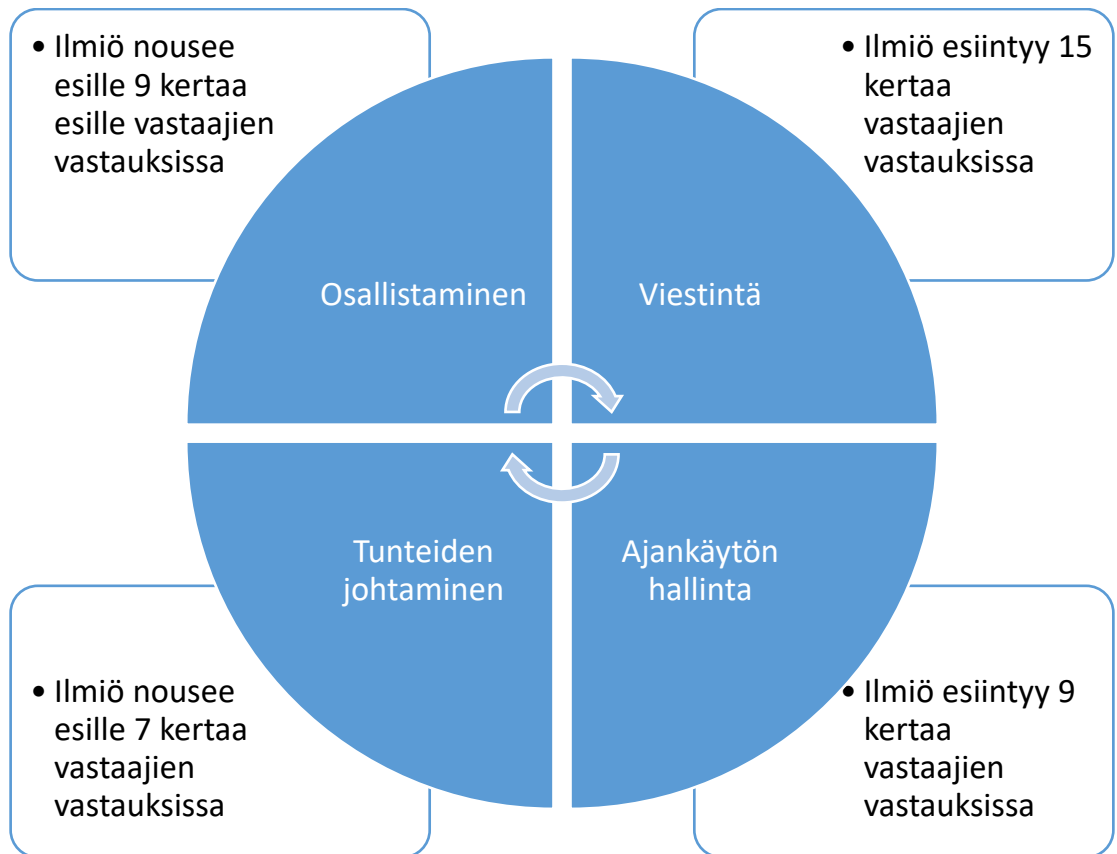 • Ilmiö nousee
esille 9 kertaa
esille vastaajien
vastauksissa
• Ilmiö esiintyy 15
kertaa
vastaajien
vastauksissa
Osallistaminen
Viestintä
Tunteiden
johtaminen
Ajankäytön
hallinta
• Ilmiö nousee
esille 7 kertaa
vastaajien
vastauksissa
• Ilmiö esiintyy 9
kertaa
vastaajien
vastauksissa